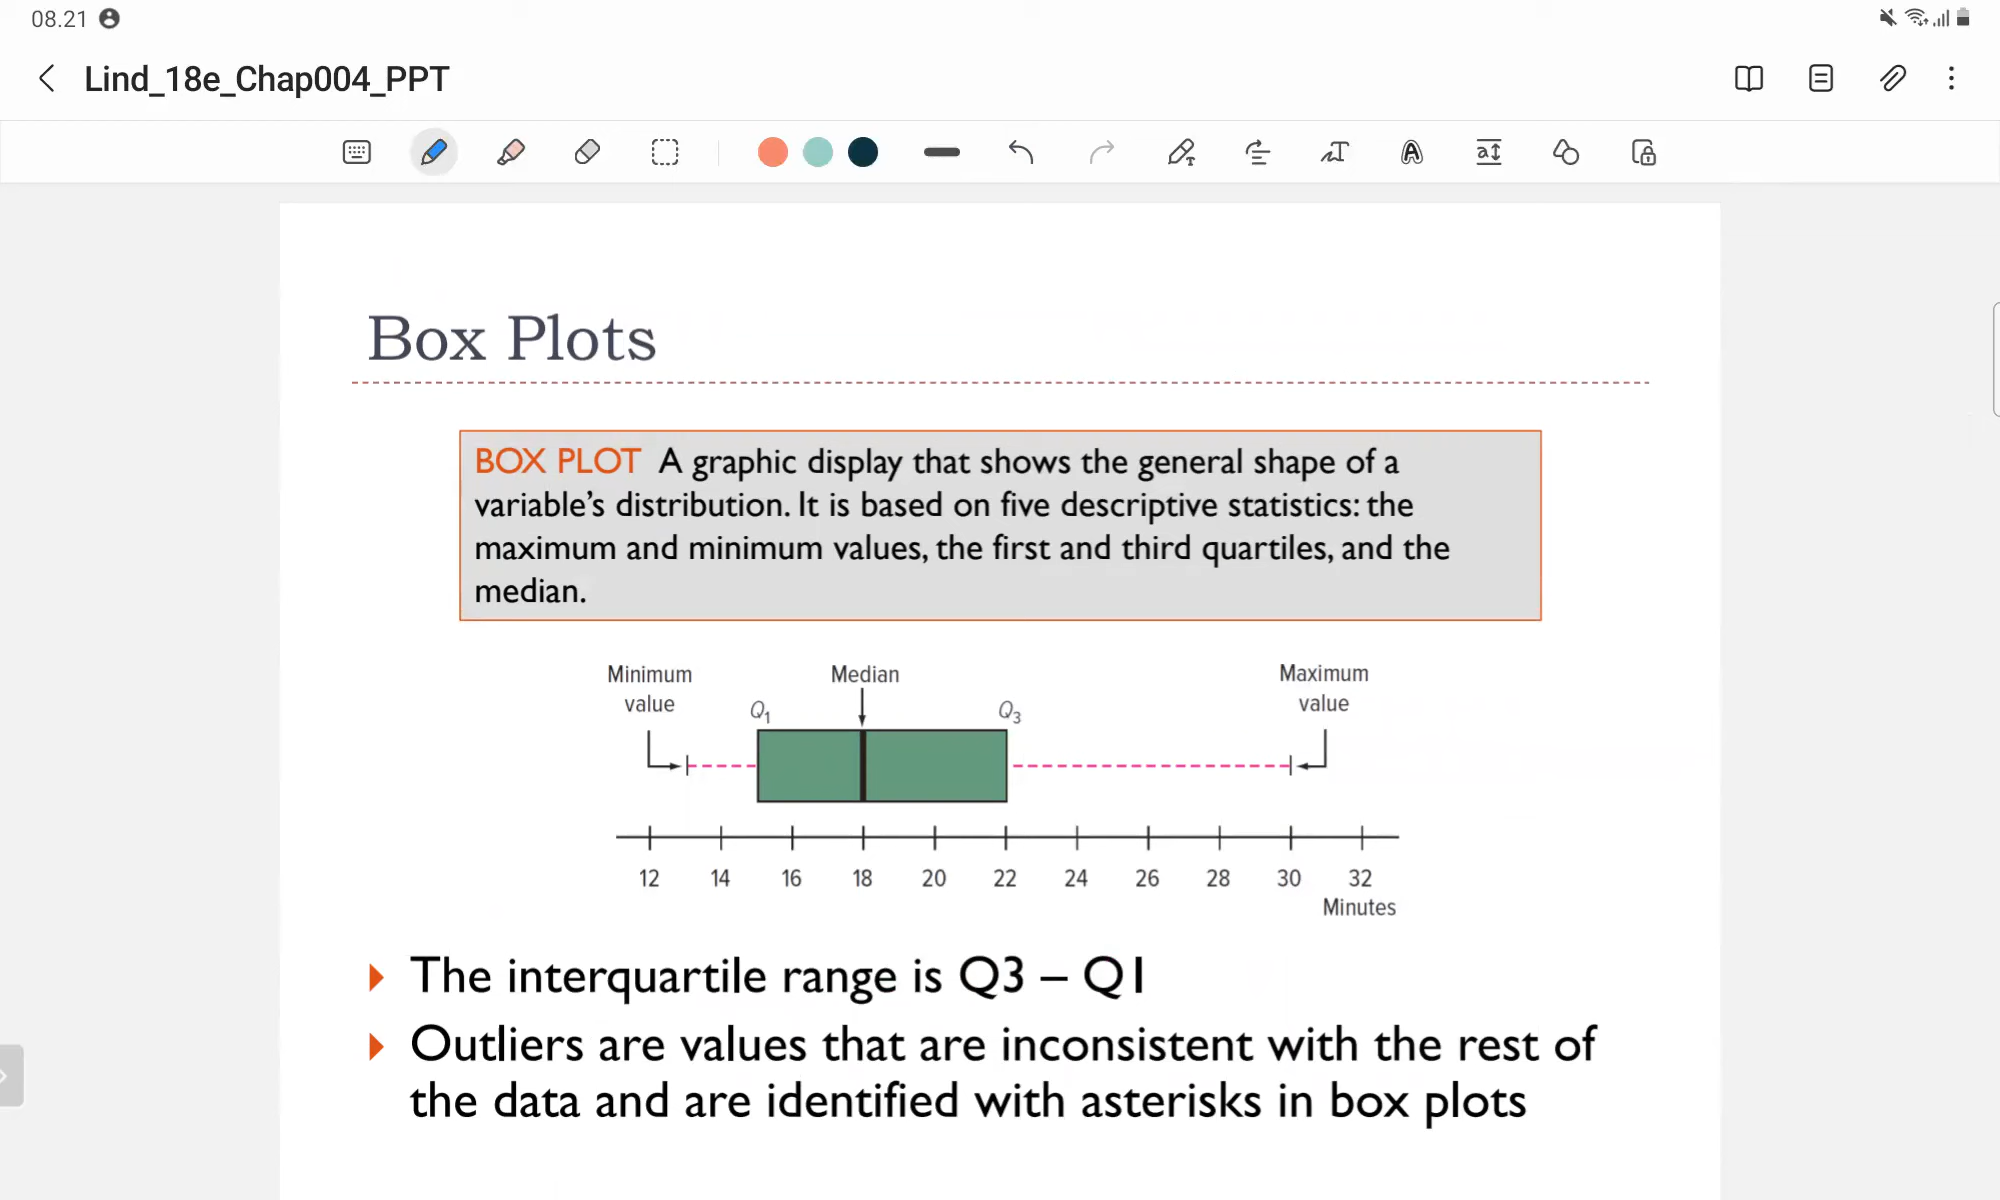 08.21
Lind_18e_Chap004_PPT
Box Plots
BOX PLOT A graphic display that shows the general shape of a
variable’s distribution. It is based on five descriptive statistics: the
maximum and minimum values, the first and third quartiles, and the
median.
Minimum
value
Q1
Median
Q3
Maximum
value
12 14 16 18 20 22 24 26 28 30 32
Minutes
The interquartile range is Q3 – Q1
Outliers are values that are inconsistent with the rest of
the data and are identified with asterisks in box plots